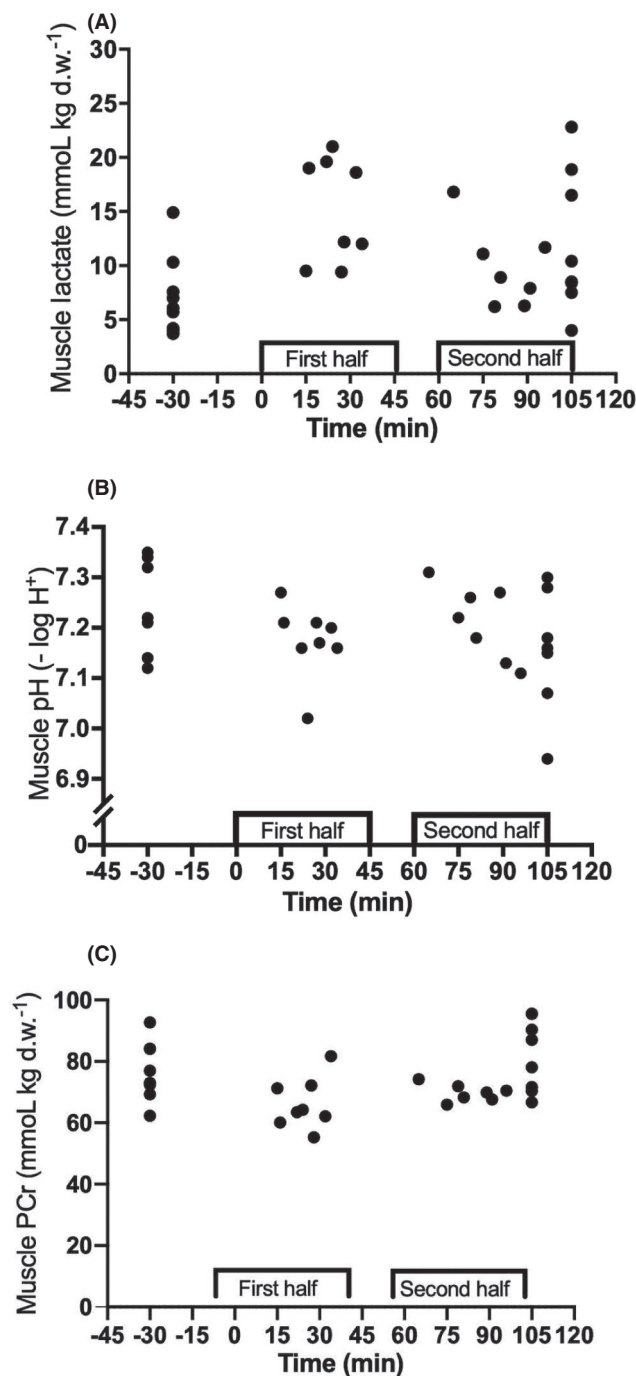 (A)
Muscle lactate (mmoL kg d.w.⁻¹)
30
25
20
15
10
5
0
First half
Second half
-45 -30 -15 0 15 30 45 60 75 90 105 120
Time (min)
(B)
Muscle pH (- log H⁺)
7.4
7.3
7.2
7.1
7.0
6.9
0
First half
Second half
-45 -30 -15 0 15 30 45 60 75 90 105 120
Time (min)
(C)
Muscle PCr (mmoL kg d.w.⁻¹)
100
80
60
40
20
0
First half
Second half
-45 -30 -15 0 15 30 45 60 75 90 105 120
Time (min)